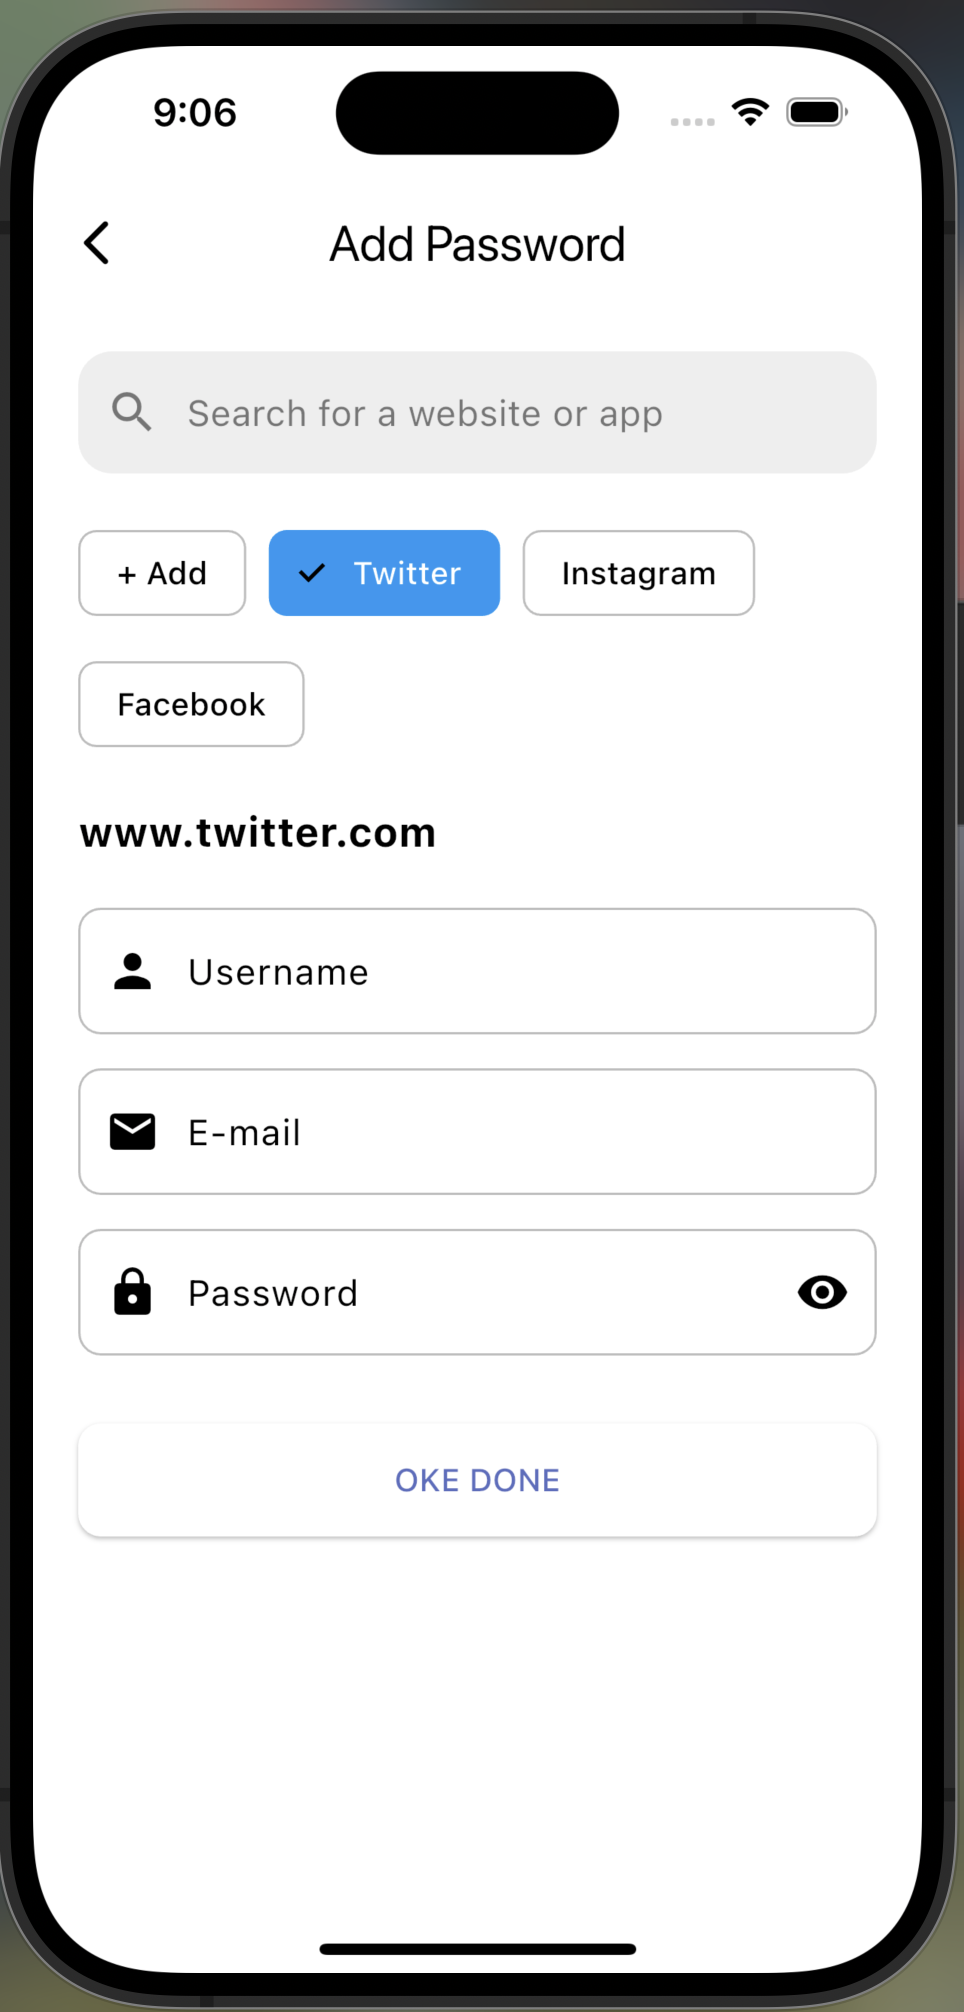 9:06
Add Password
Search for a website or app
+ Add Twitter Instagram
Facebook
www.twitter.com
Username
E-mail
Password
OKE DONE